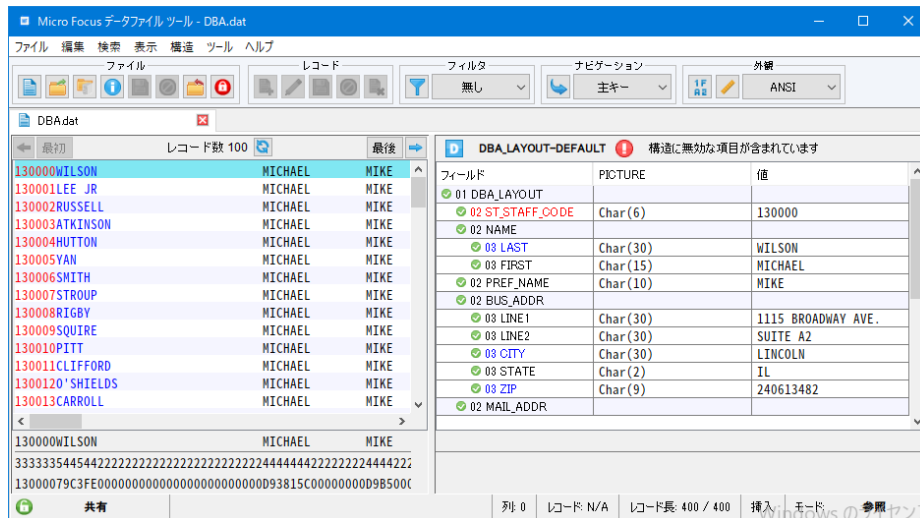 Micro Focus データファイル ツール - DBA.dat
ファイル 編集 検索 表示 構造 ツール ヘルプ
ファイル レコード フィルタ ナビゲーション 外観
無し 主キー 1F A2 ANSI
DBA.dat
最初 レコード数 100 最後 D DBA_LAYOUT-DEFAULT 構造に無効な項目が含まれています
130000WILSON MICHAEL MIKE
130001LEE JR MICHAEL MIKE
130002RUSSELL MICHAEL MIKE
130003ATKINSON MICHAEL MIKE
130004HUTTON MICHAEL MIKE
130005YAN MICHAEL MIKE
130006SMITH MICHAEL MIKE
130007STROUP MICHAEL MIKE
130008RIGBY MICHAEL MIKE
130009SQUIRE MICHAEL MIKE
130010PITT MICHAEL MIKE
130011CLIFFORD MICHAEL MIKE
130012O'SHIELDS MICHAEL MIKE
130013CARROLL MICHAEL MIKE
フィールド PICTURE 値
01 DBA_LAYOUT
02 ST_STAFF_CODE Char(6) 130000
02 NAME
03 LAST Char(30) WILSON
03 FIRST Char(15) MICHAEL
02 PREF_NAME Char(10) MIKE
02 BUS_ADDR
03 LINE1 Char(30) 1115 BROADWAY AVE.
03 LINE2 Char(30) SUITE A2
03 CITY Char(30) LINCOLN
03 STATE Char(2) IL
03 ZIP Char(9) 240613482
02 MAIL_ADDR
130000WILSON MICHAEL MIKE
共有 列: 0 レコード: N/A レコード長: 400 / 400 挿入 モード: 参照
Windows のライセン